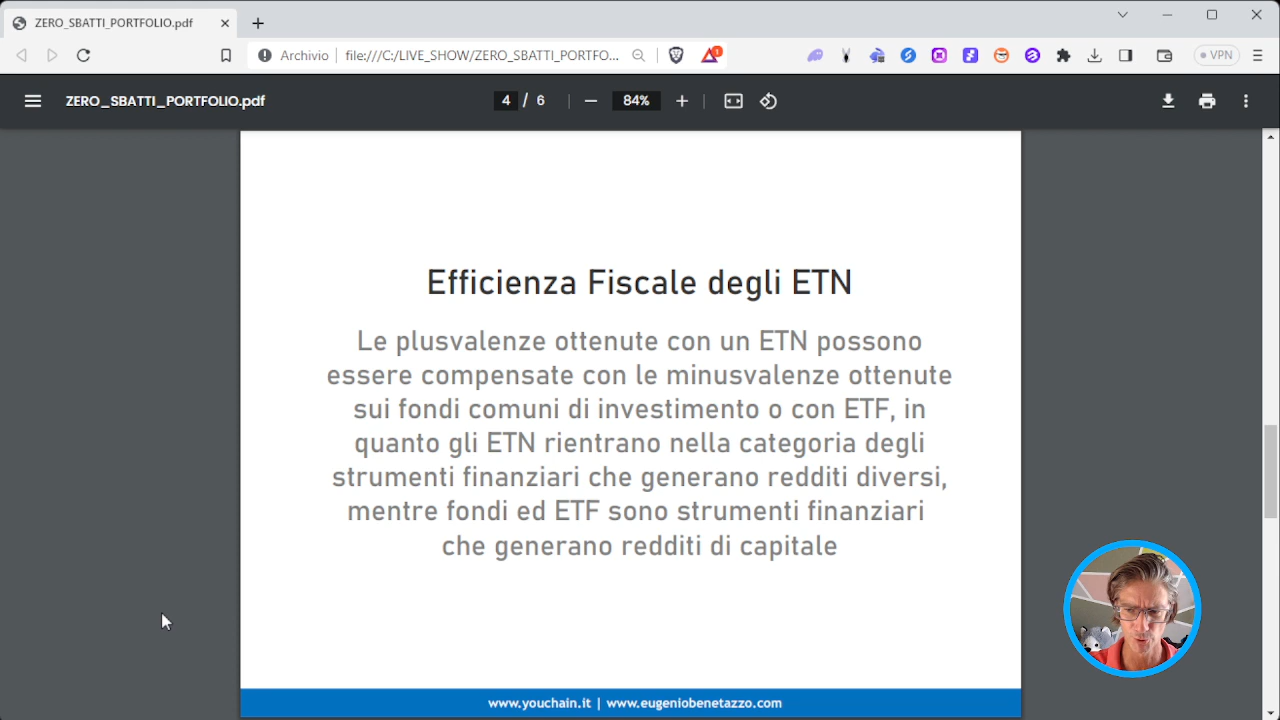 ZERO_SBATTI_PORTFOLIO.pdf
Archivio
file:///C:/LIVE_SHOW/ZERO_SBATTI_PORTFO...
1
VPN
ZERO_SBATTI_PORTFOLIO.pdf
4 / 6
84%
Efficienza Fiscale degli ETN
Le plusvalenze ottenute con un ETN possono
essere compensate con le minusvalenze ottenute
sui fondi comuni di investimento o con ETF, in
quanto gli ETN rientrano nella categoria degli
strumenti finanziari che generano redditi diversi,
mentre fondi ed ETF sono strumenti finanziari
che generano redditi di capitale
www.youchain.it | www.eugeniobenetazzo.com